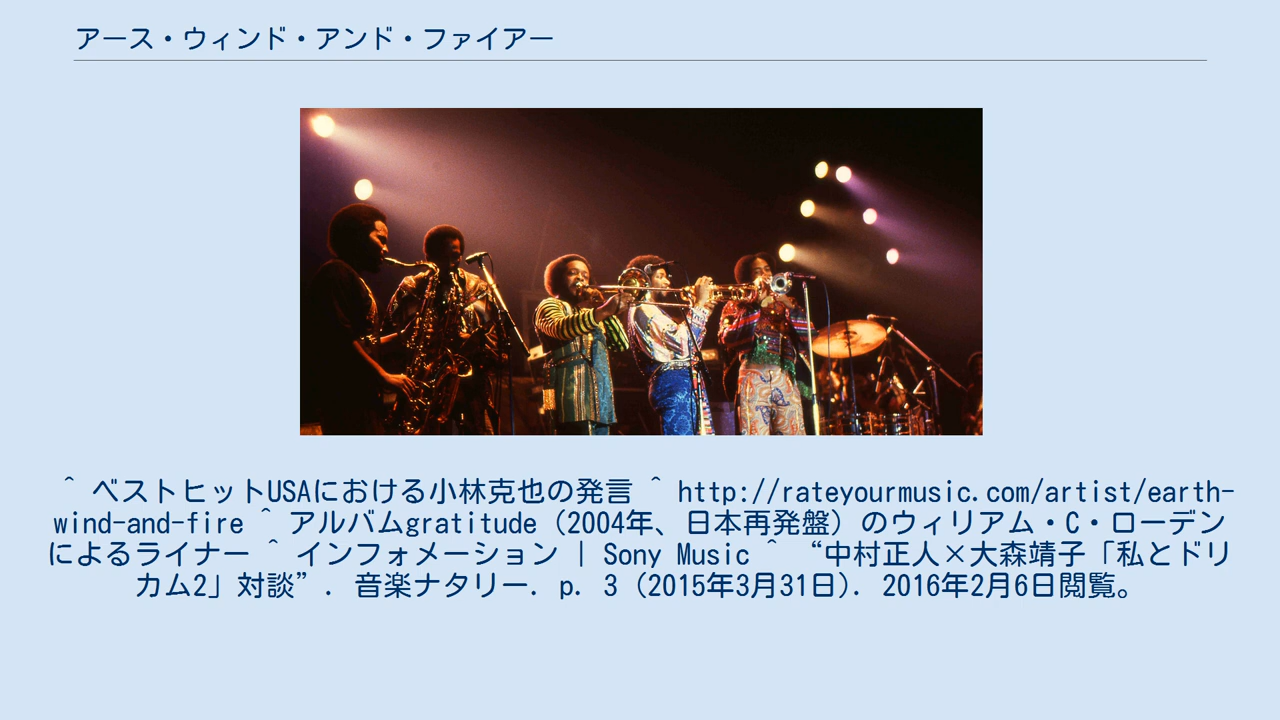 アース・ウィンド・アンド・ファイアー
^ ベストヒットUSAにおける小林克也の発言 ^ http://rateyourmusic.com/artist/earth-
wind-and-fire ^ アルバムgratitude（2004年、日本再発盤）のウィリアム・C・ローデン
によるライナー ^ インフォメーション | Sony Music ^ “中村正人×大森靖子「私とドリ
カム2」対談”. 音楽ナタリー. p. 3（2015年3月31日）. 2016年2月6日閲覧。